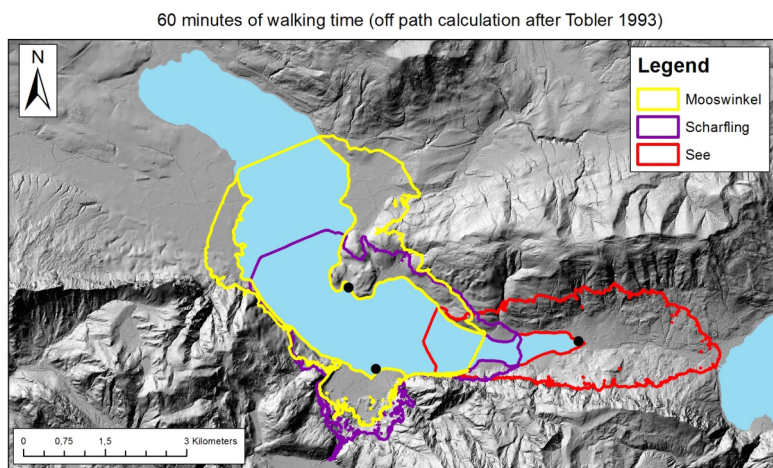 60 minutes of walking time (off path calculation after Tobler 1993)
N
Legend
Mooswinkel
Scharfling
See
0 0,75 1,5 3 Kilometers